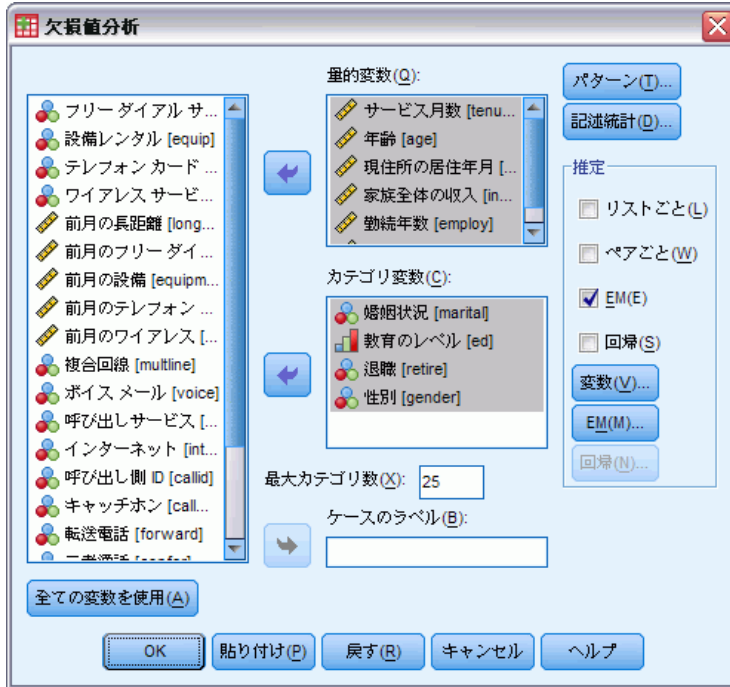 欠損値分析
フリー ダイアル サ...
設備レンタル [equip]
テレフォン カード ...
ワイアレス サービ...
前月の長距離 [long...
前月のフリー ダイ...
前月の設備 [equipm...
前月のテレフォン ...
前月のワイアレス [...
複合回線 [multline]
ボイス メール [voice]
呼び出しサービス [...
インターネット [int...
呼び出し側 ID [callid]
キャッチホン [call...
転送電話 [forward]
量的変数(Q):
サービス月数 [tenu...
年齢 [age]
現住所の居住年月 [...
家族全体の収入 [in...
勤続年数 [employ]
カテゴリ変数(C):
婚姻状況 [marital]
教育のレベル [ed]
退職 [retire]
性別 [gender]
最大カテゴリ数(X): 25
ケースのラベル(B):
パターン(T)...
記述統計(D)...
推定
リストごと(L)
ペアごと(W)
EM(E)
回帰(S)
変数(V)...
EM(M)...
回帰(N)...
全ての変数を使用(A)
OK 貼り付け(P) 戻す(R) キャンセル ヘルプ